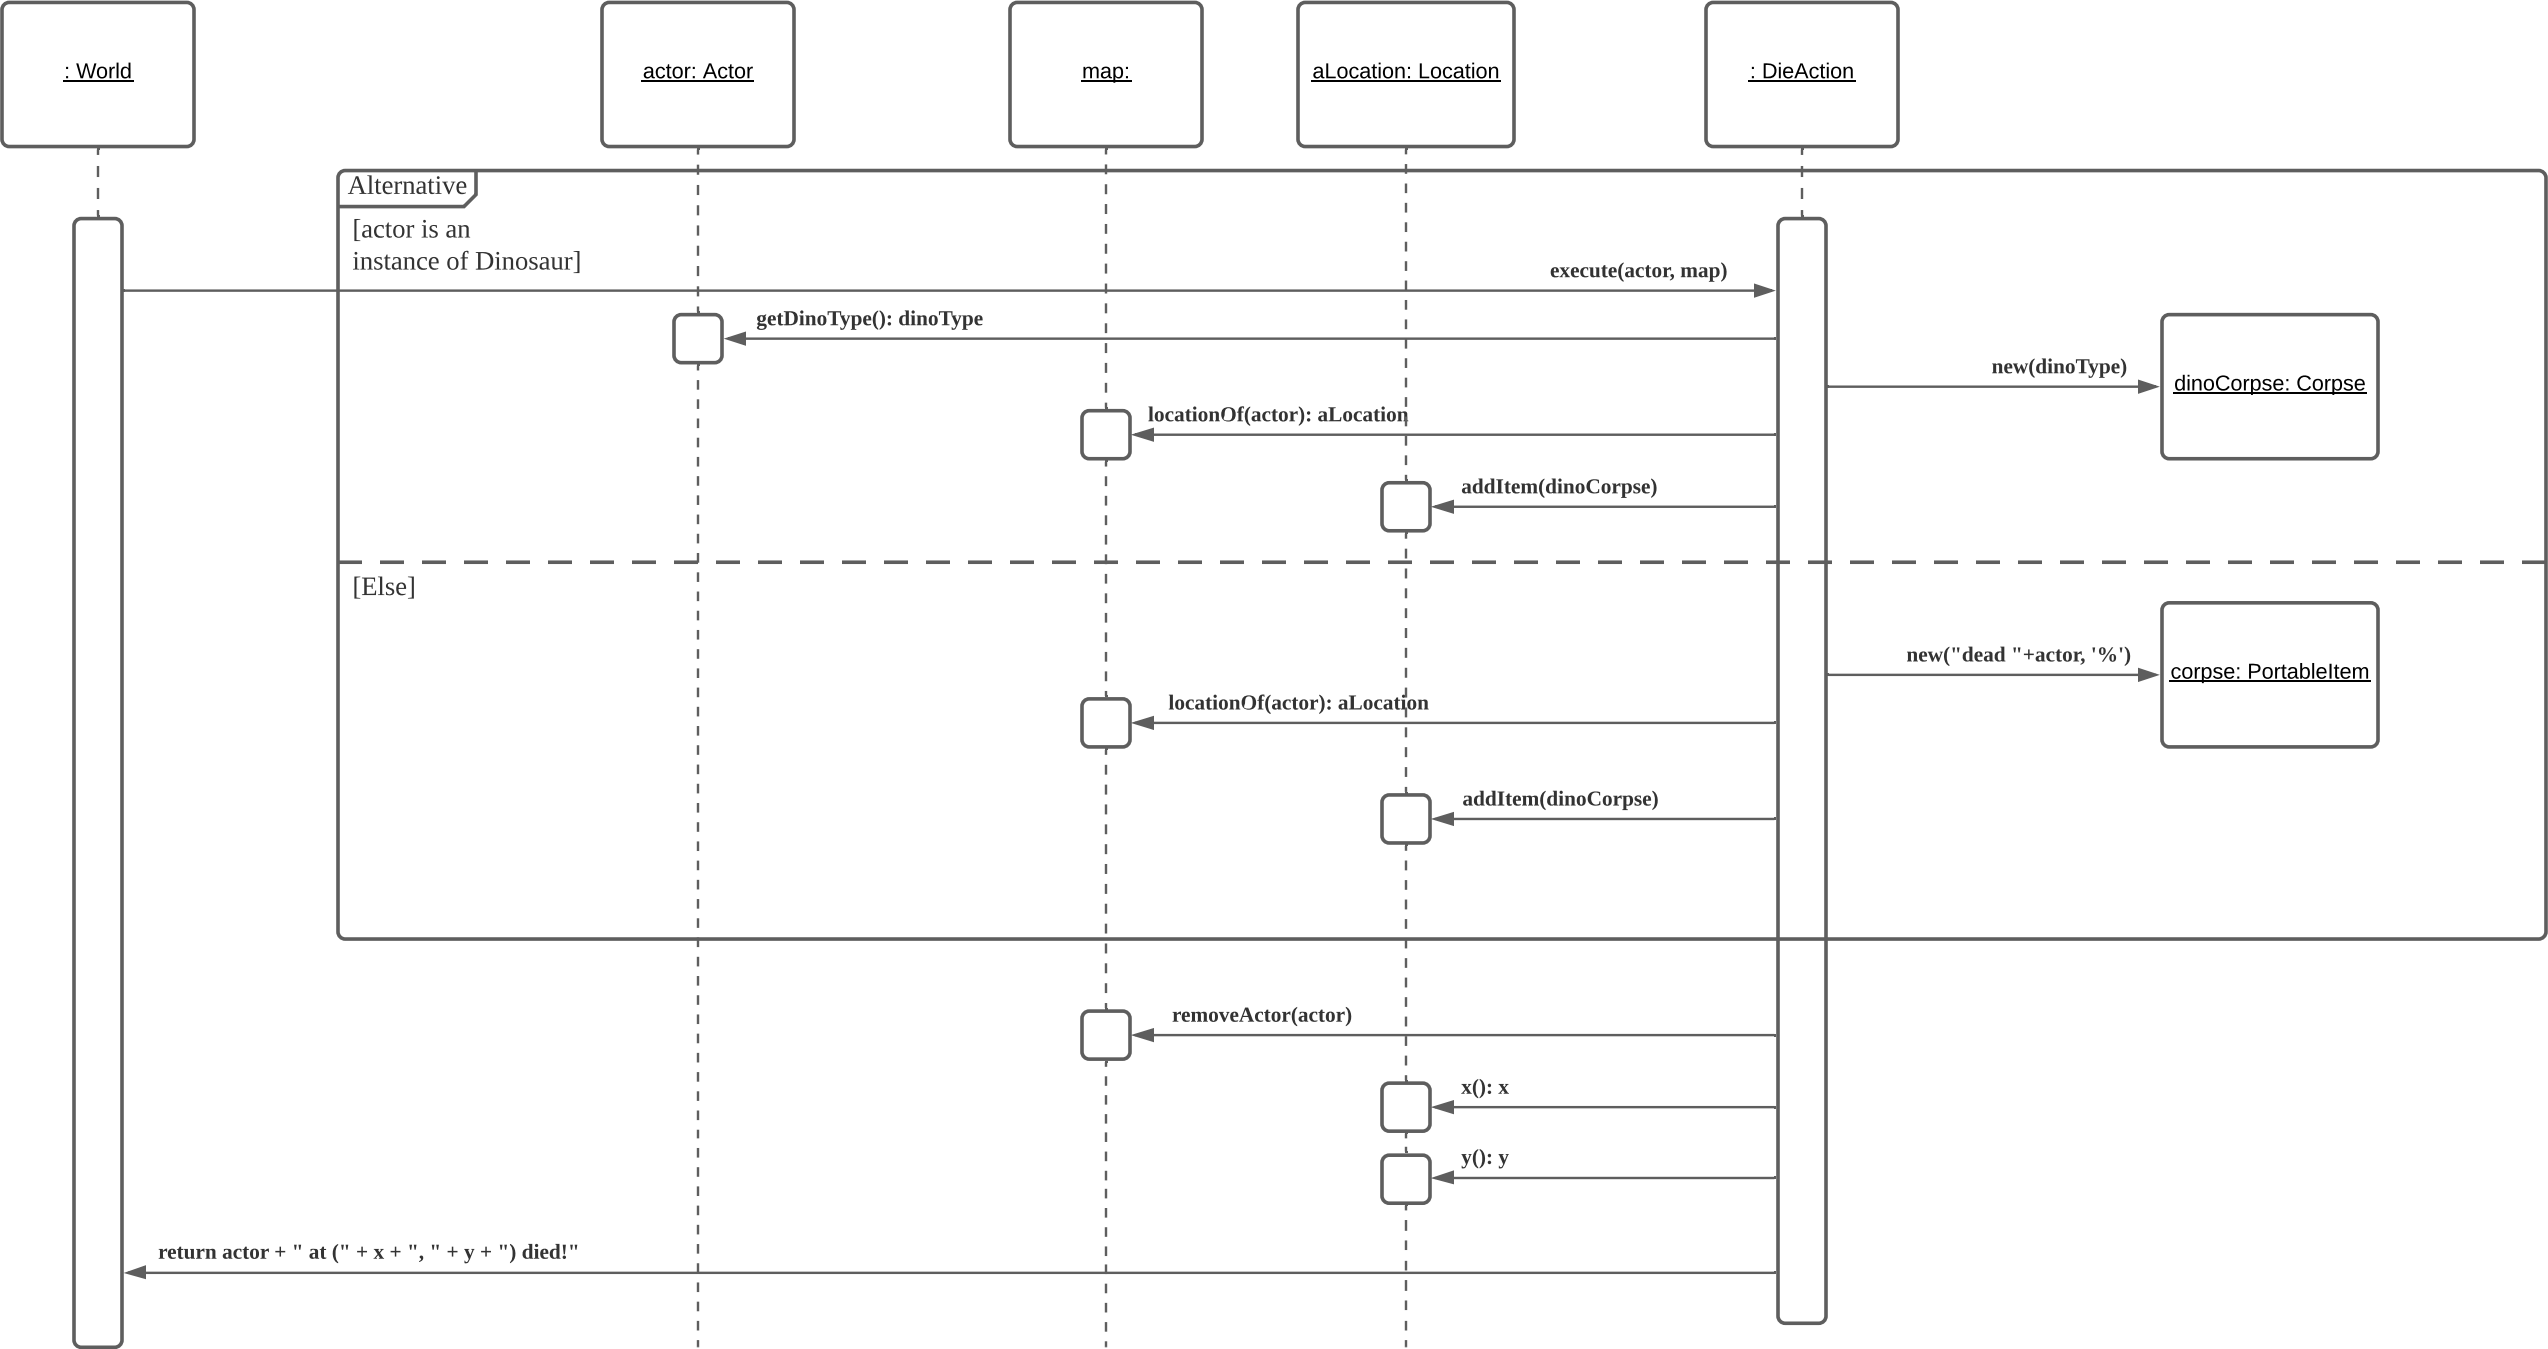 : World
actor: Actor
map:
aLocation: Location
: DieAction
Alternative
[actor is an
instance of Dinosaur]
execute(actor, map)
getDinoType(): dinoType
new(dinoType)
dinoCorpse: Corpse
locationOf(actor): aLocation
addItem(dinoCorpse)
[Else]
new("dead "+actor, '%')
corpse: PortableItem
locationOf(actor): aLocation
addItem(dinoCorpse)
removeActor(actor)
x(): x
y(): y
return actor + " at (" + x + ", " + y + ") died!"